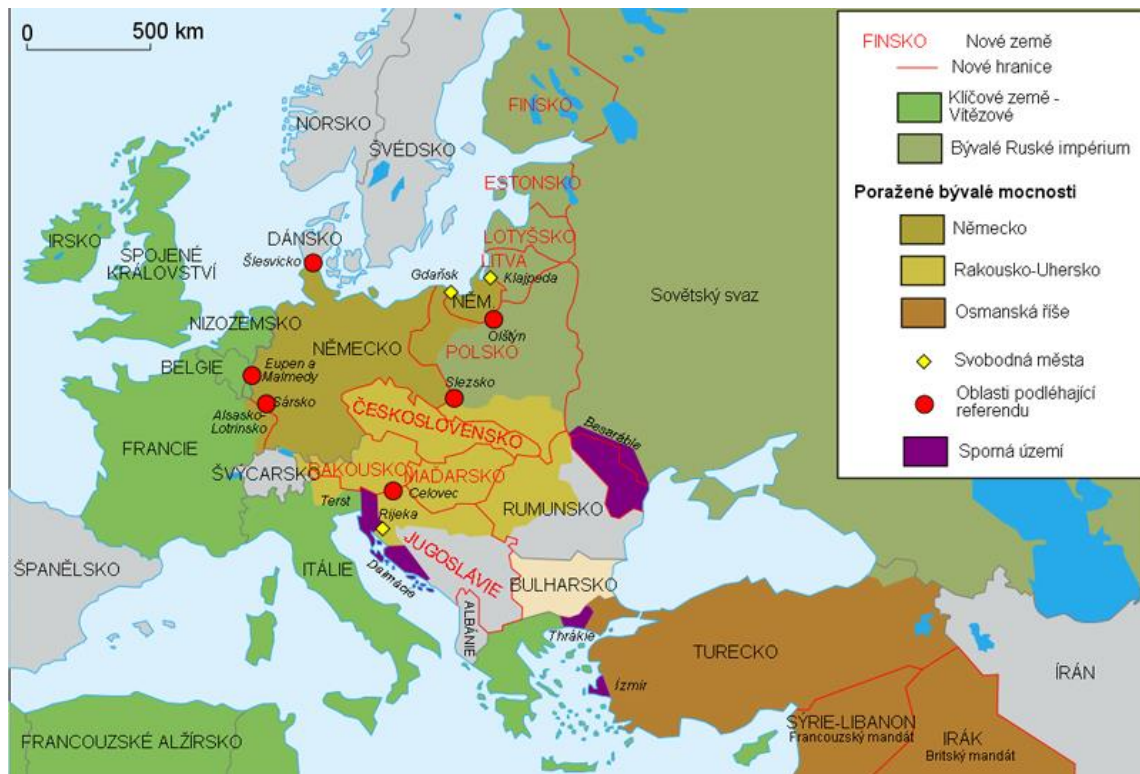 0 500 km
NORSKO
ŠVÉDSKO
FINSKO
ESTONSKO
LOTYŠSKO
LITVA
Klajpeda
DÁNSKO
Šlesvicko
Gdaňsk
NĚM.
Olštýn
IRSKO
SPOJENÉ
KRÁLOVSTVÍ
NIZOZEMSKO
BELGIE
NĚMECKO
POLSKO
Sovětský svaz
Eupen a
Malmedy
Slezsko
Sársko
Alsasko-
Lotrinsko
ČESKOSLOVENSKO
Besarábie
FRANCIE
ŠVÝCARSKO
RAKOUSKO
MAĎARSKO
Celovec
Terst
Rijeka
RUMUNSKO
JUGOSLÁVIE
Dalmácie
ŠPANĚLSKO
ITÁLIE
BULHARSKO
ALBÁNIE
Thrákie
TURECKO
Ízmír
ÍRÁN
SÝRIE-LIBANON
Francouzský mandát
IRÁK
Britský mandát
FRANCOUZSKÉ ALŽÍRSKO
FINSKO Nové země
Nové hranice
Klíčové země -
Vítězové
Bývalé Ruské impérium
Poražené bývalé mocnosti
Německo
Rakousko-Uhersko
Osmanská říše
Svobodná města
Oblasti podléhající
referendu
Sporná území